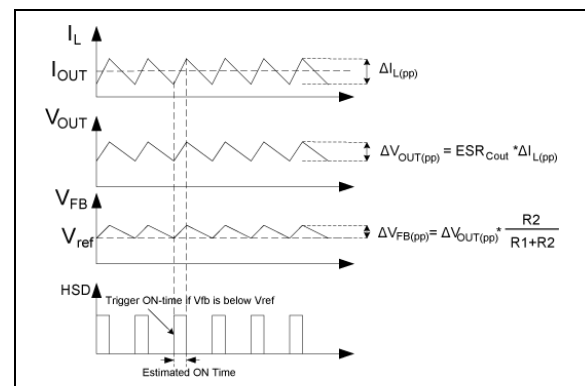 IL
IOUT
ΔIL(pp)
VOUT
ΔVOUT(pp) = ESRCout *ΔIL(pp)
VFB
Vref
ΔVFB(pp)= ΔVOUT(pp)* R2
R1+R2
HSD
Trigger ON-time if Vfb is below Vref
Estimated ON Time